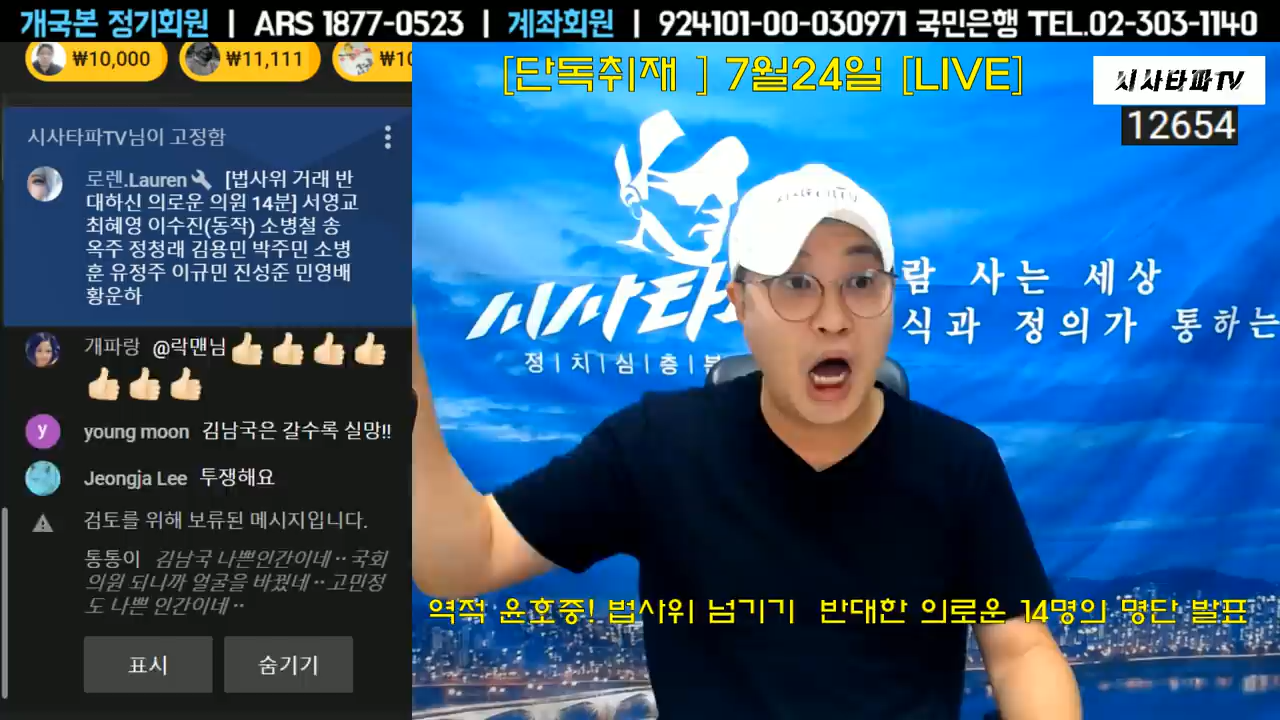 개국본 정기회원 | ARS 1877-0523 | 계좌회원 | 924101-00-030971 국민은행 TEL.02-303-1140
₩10,000
₩11,111
[단독취재 ] 7월24일 [LIVE]
시사타파TV
12654
시사타파TV님이 고정함
로렌.Lauren [법사위 거래 반
대하신 의로운 의원 14분] 서영교
최혜영 이수진(동작) 소병철 송
옥주 정청래 김용민 박주민 소병
훈 유정주 이규민 진성준 민영배
황운하
개파랑 @락맨님
y young moon 김남국은 갈수록 실망!!
Jeongja Lee 투쟁해요
검토를 위해 보류된 메시지입니다.
통통이 김남국 나쁜인간이네··국회
의원 되니까 얼굴을 바꿨네··고민정
도 나쁜 인간이네··
표시
숨기기
시사타
정|치|심|층|분
람 사는 세상
식과 정의가 통하는
역적 윤호중! 법사위 넘기기 반대한 의로운 14명의 명단 발표